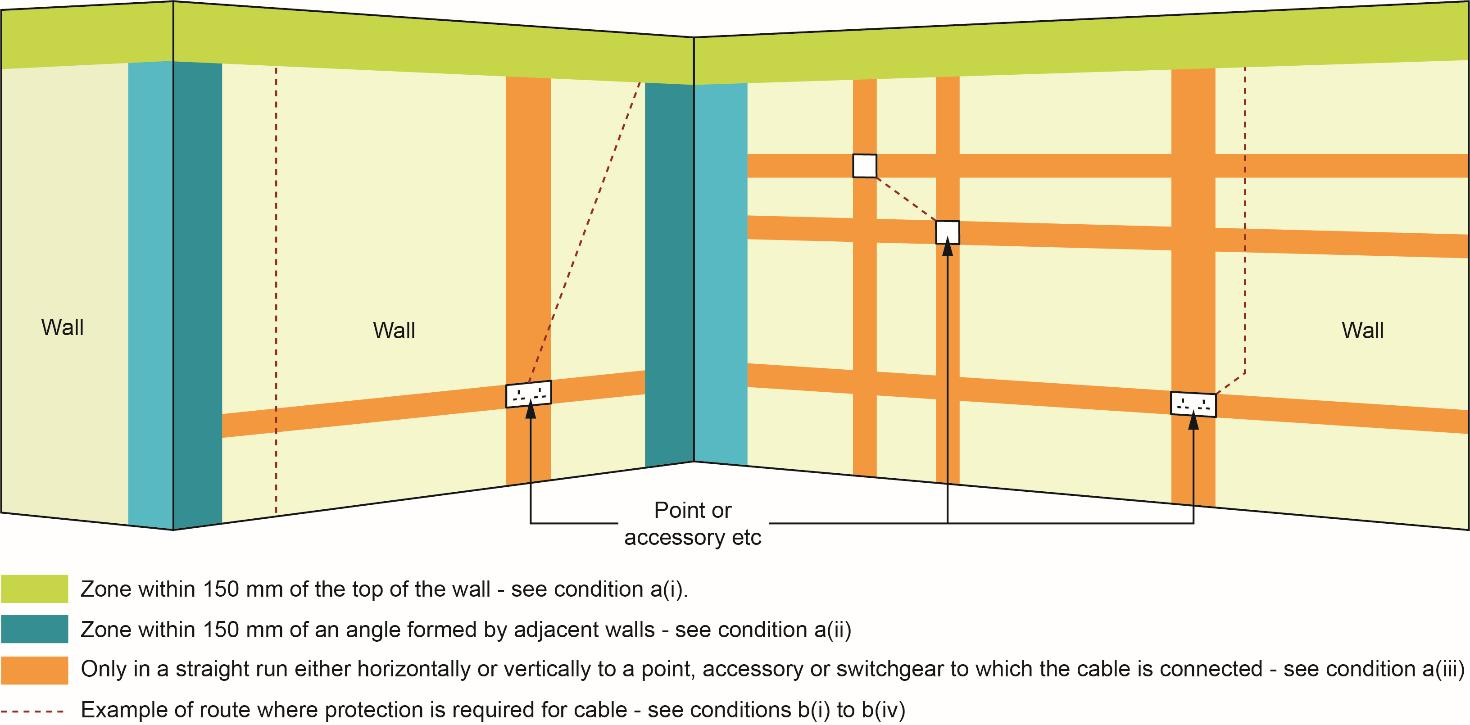 Wall
Wall
Wall
Point or
accessory etc
Zone within 150 mm of the top of the wall - see condition a(i).
Zone within 150 mm of an angle formed by adjacent walls - see condition a(ii)
Only in a straight run either horizontally or vertically to a point, accessory or switchgear to which the cable is connected - see condition a(iii)
Example of route where protection is required for cable - see conditions b(i) to b(iv)